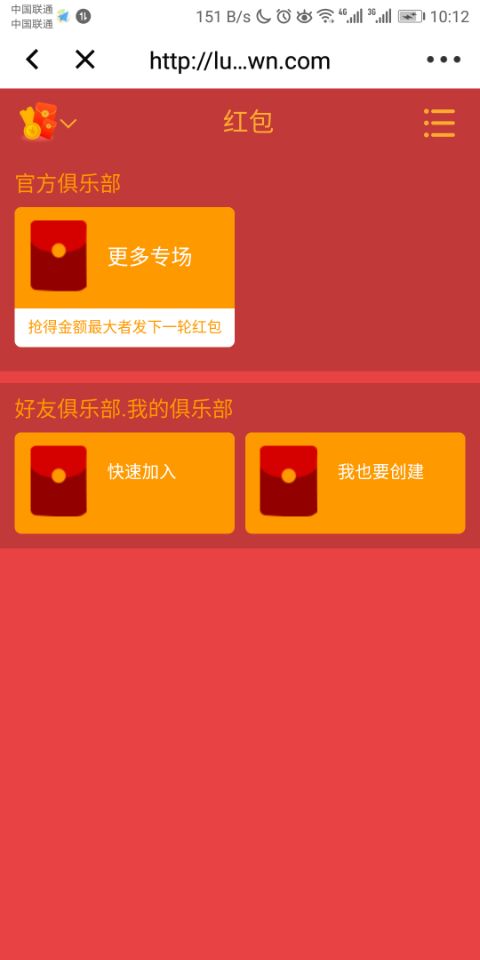 中国联通
中国联通
151 B/s 4G 3G 10:12
http://lu...wn.com
红包
官方俱乐部
更多专场
抢得金额最大者发下一轮红包
好友俱乐部.我的俱乐部
快速加入 我也要创建